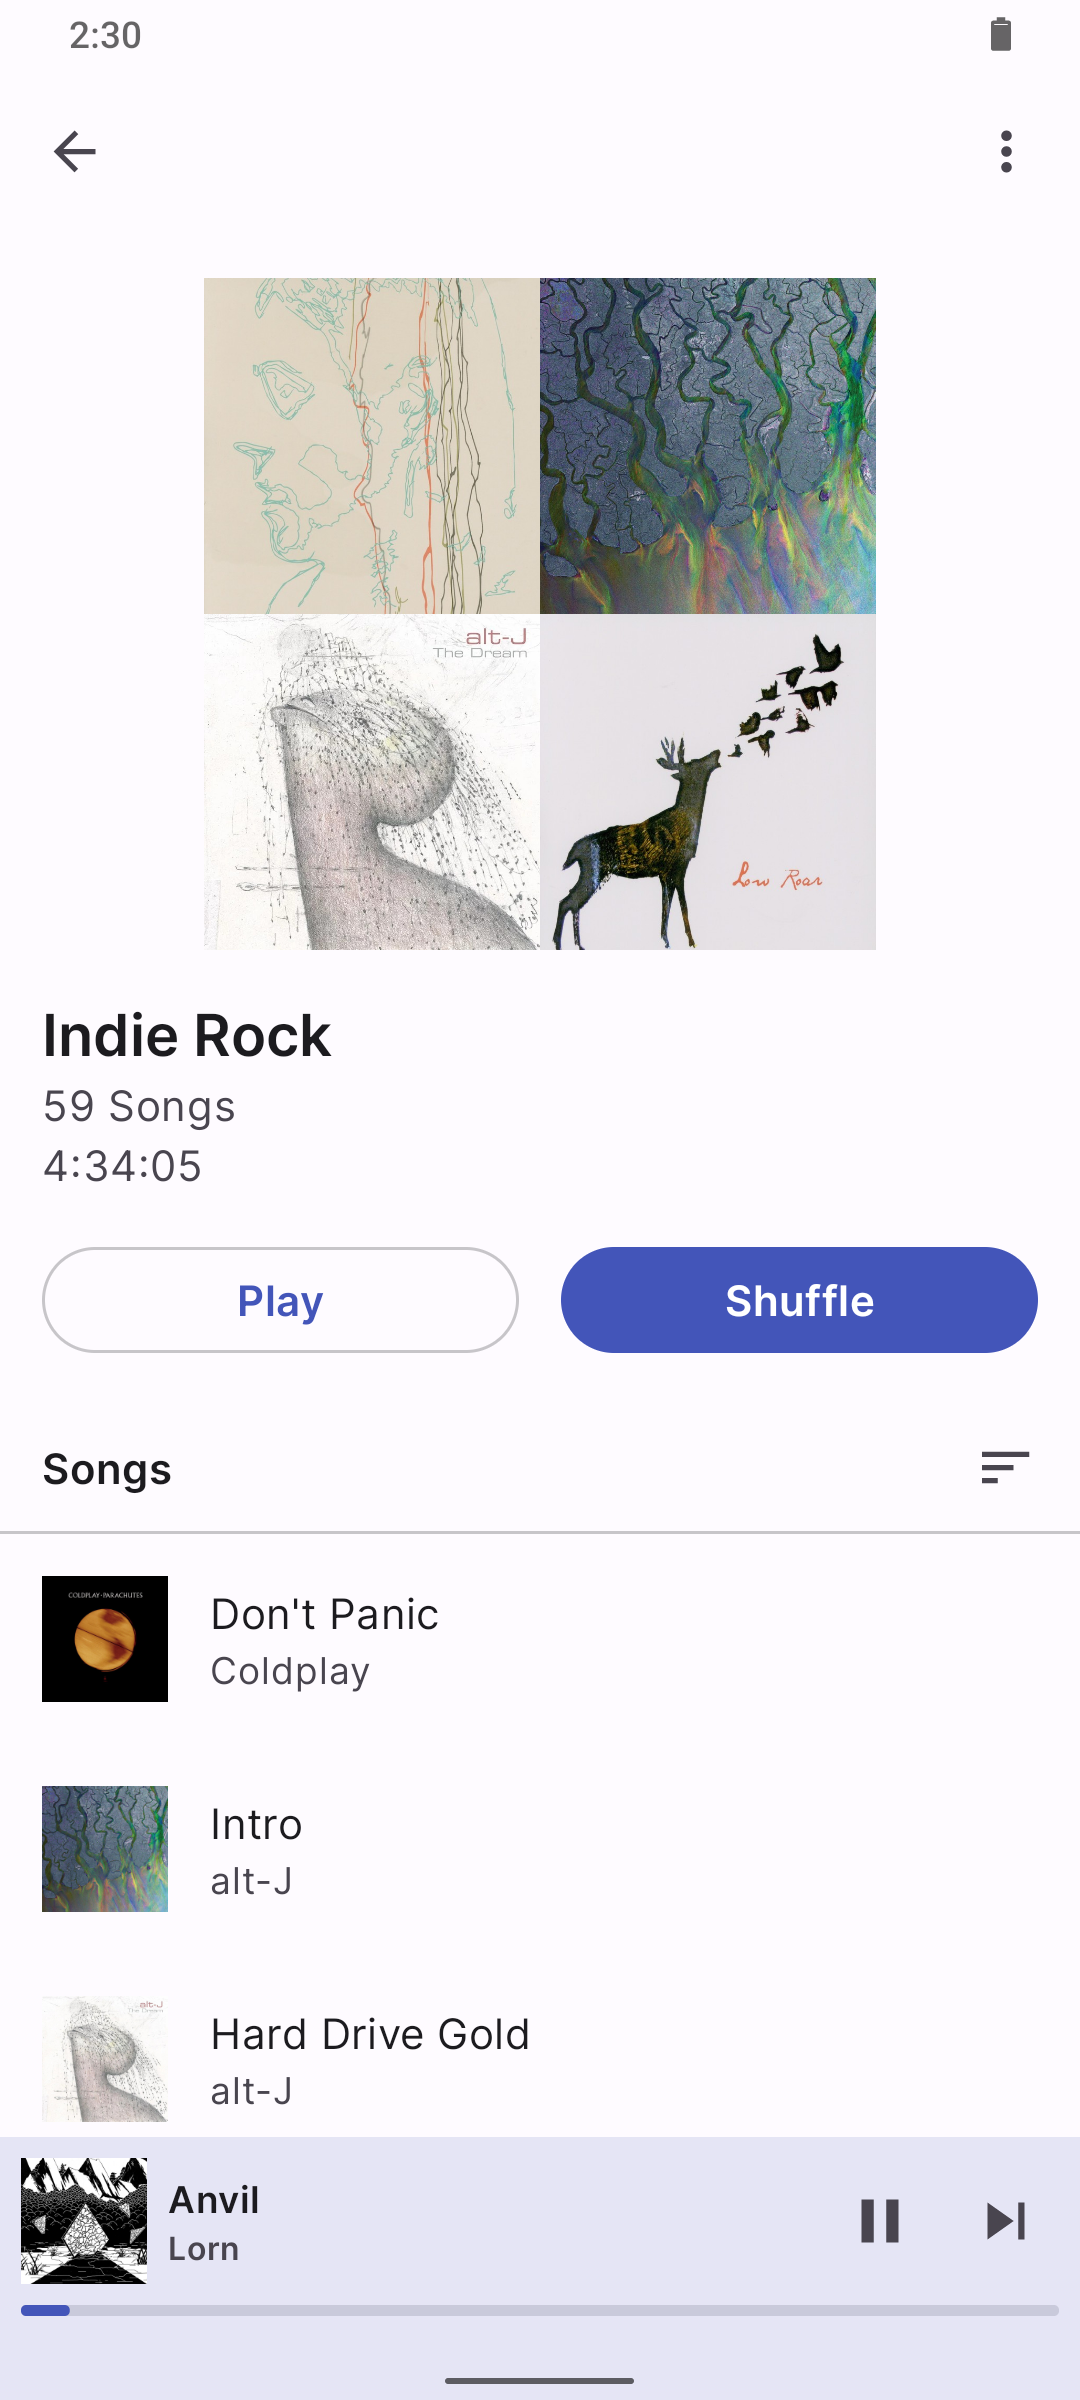 2:30
alt-J
The Dream
Low Roar
Indie Rock
59 Songs
4:34:05
Play
Shuffle
Songs
COLDPLAY•PARACHUTES
Don't Panic
Coldplay
Intro
alt-J
alt-J
The Dream
Hard Drive Gold
alt-J
Anvil
Lorn